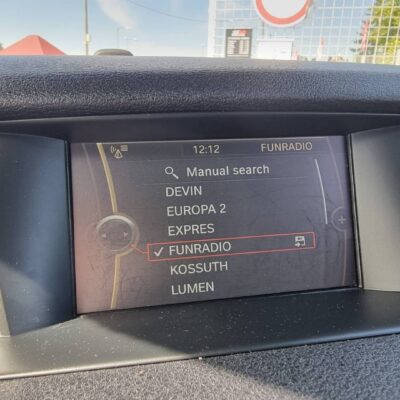 12:12 FUNRADIO
Manual search
DEVIN
EUROPA 2
EXPRES
FUNRADIO
KOSSUTH
LUMEN